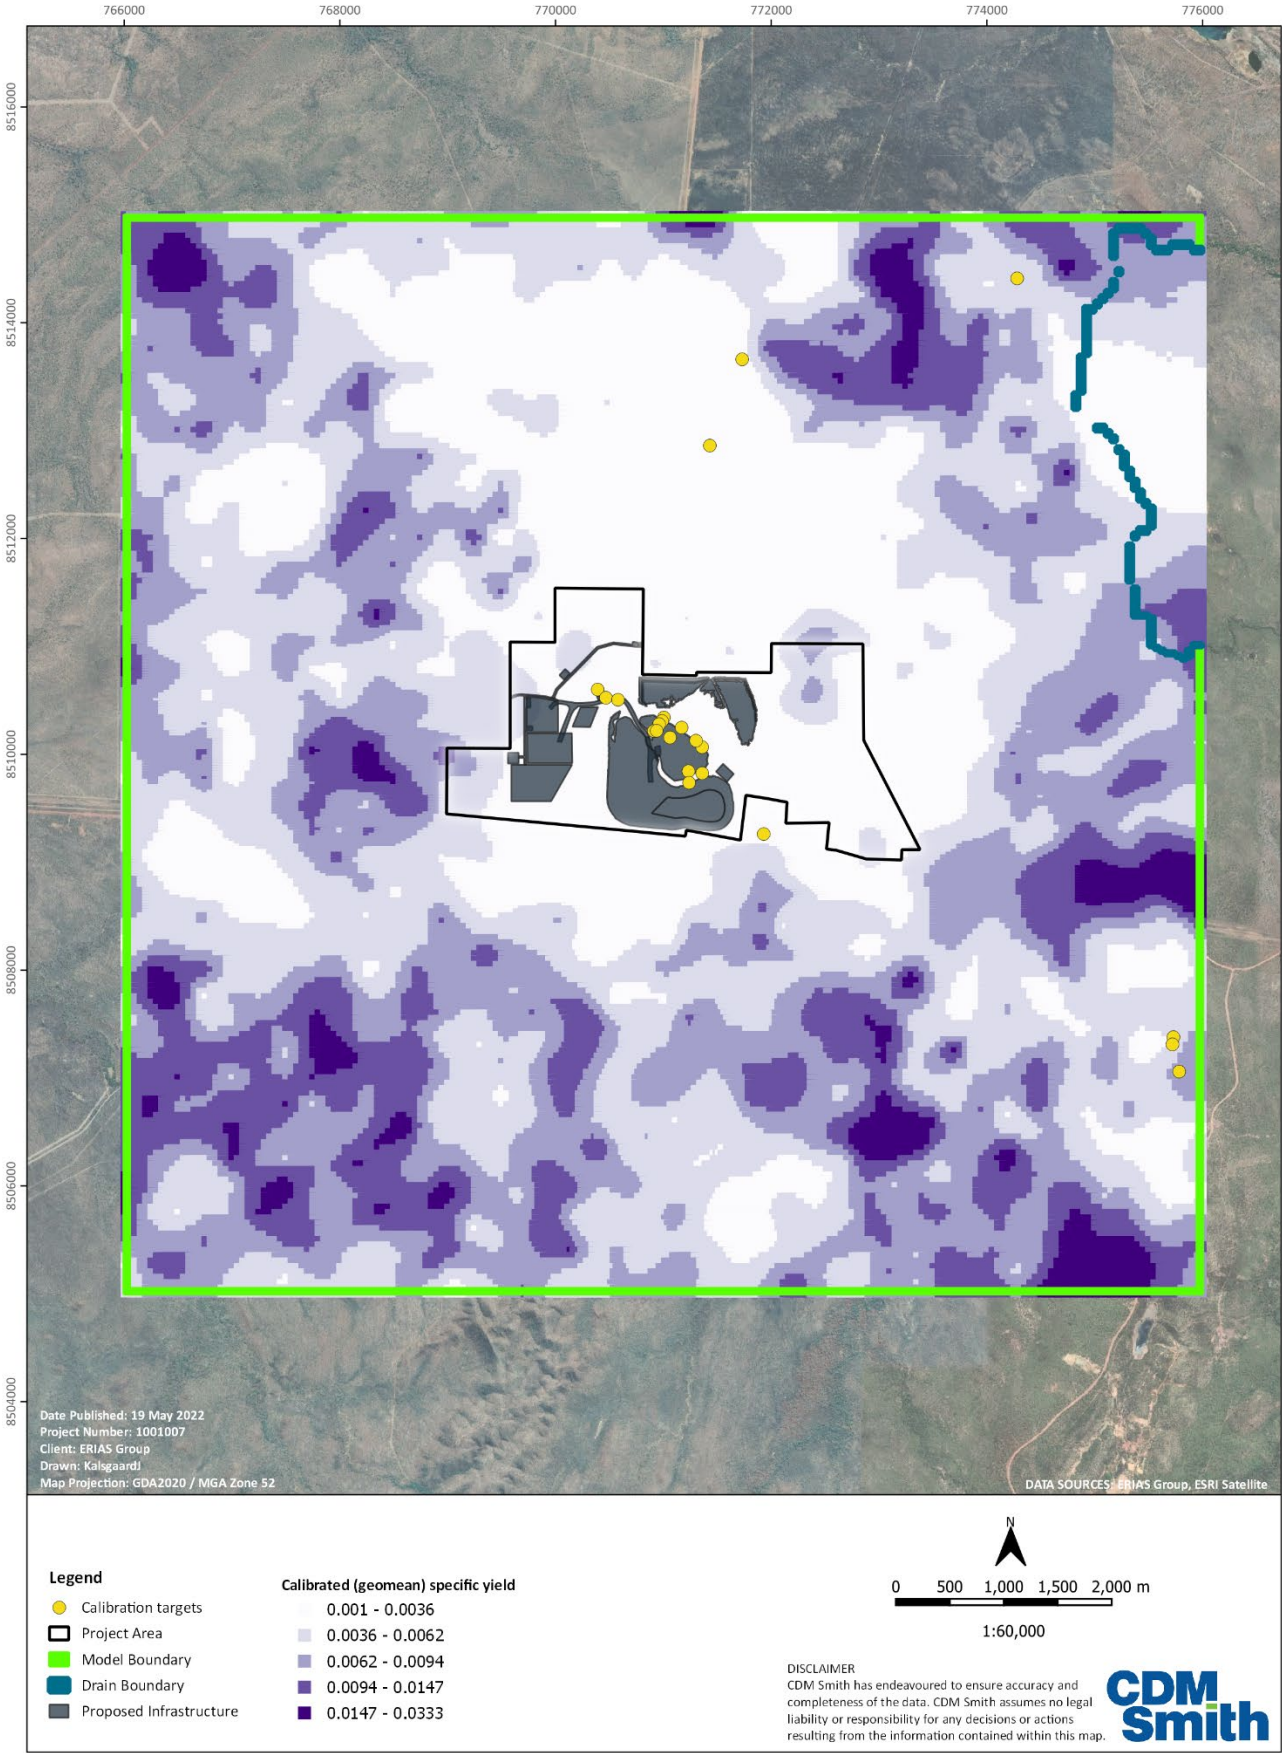 766000 768000 770000 772000 774000 776000
8516000
8514000
8512000
8510000
8508000
8506000
8504000
Date Published: 19 May 2022
Project Number: 1001007
Client: ERIAS Group
Drawn: KalsgaardJ
Map Projection: GDA2020 / MGA Zone 52
DATA SOURCES: ERIAS Group, ESRI Satellite
Legend
Calibration targets
Project Area
Model Boundary
Drain Boundary
Proposed Infrastructure
Calibrated (geomean) specific yield
0.001 - 0.0036
0.0036 - 0.0062
0.0062 - 0.0094
0.0094 - 0.0147
0.0147 - 0.0333
N
0 500 1,000 1,500 2,000 m
1:60,000
DISCLAIMER
CDM Smith has endeavoured to ensure accuracy and
completeness of the data. CDM Smith assumes no legal
liability or responsibility for any decisions or actions
resulting from the information contained within this map.
CDM
Smith